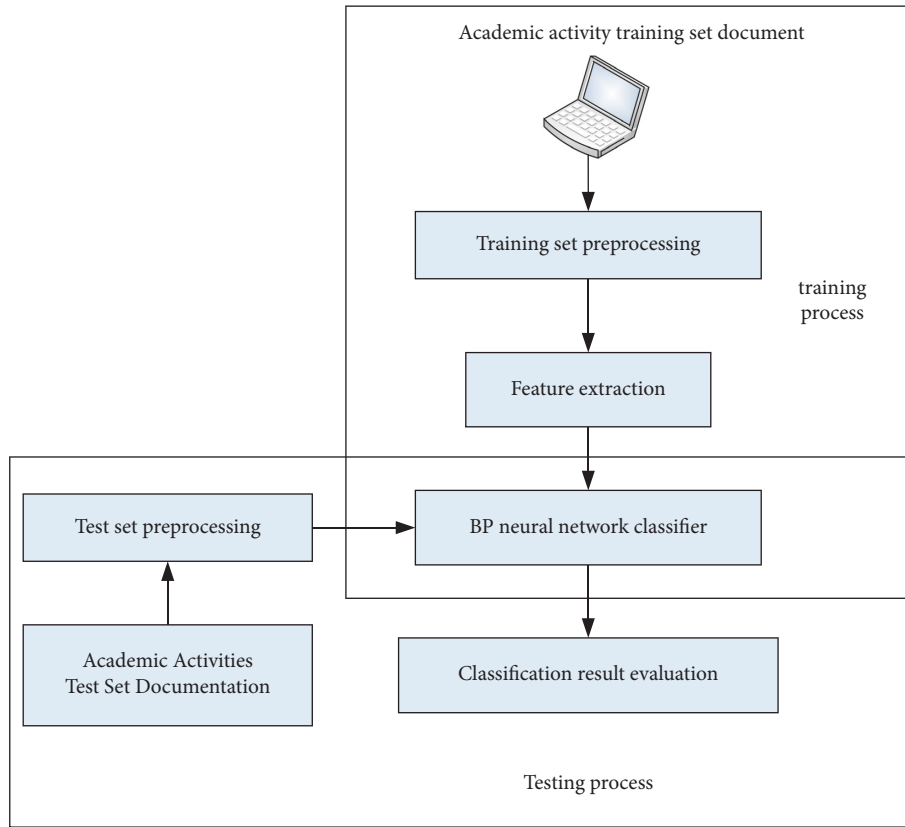 Academic activity training set document
Training set preprocessing
training
process
Feature extraction
Test set preprocessing
BP neural network classifier
Academic Activities
Test Set Documentation
Classification result evaluation
Testing process